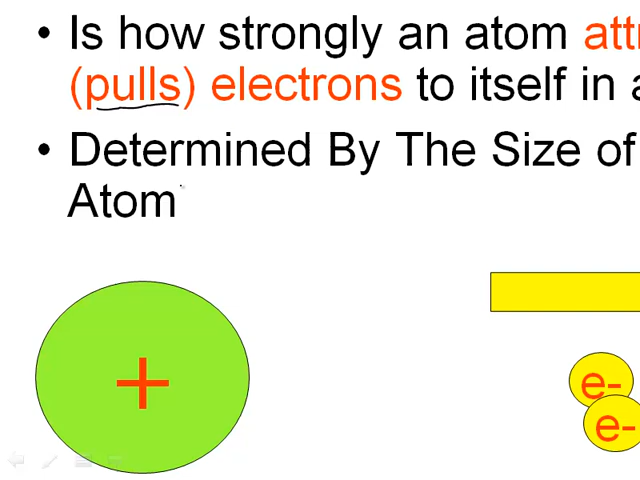 • Is how strongly an atom
(pulls) electrons to itself in
• Determined By The Size of
Atom
+
e-
e-